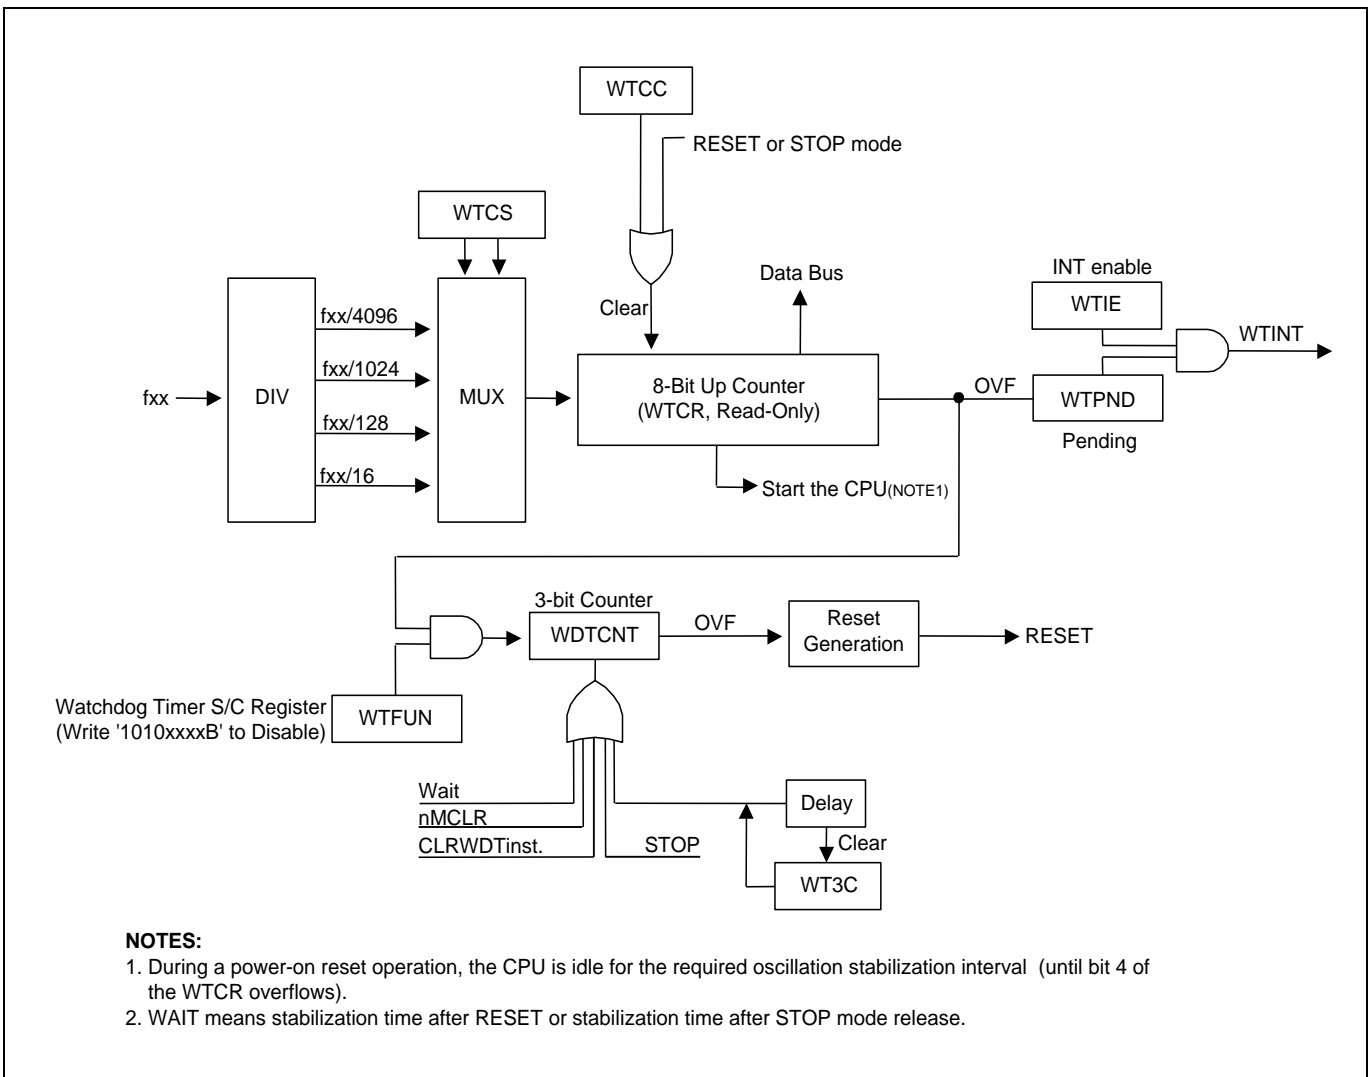 WTCC
RESET or STOP mode
WTCS
Data Bus
INT enable
Clear
WTIE
WTINT
fxx/4096
fxx/1024
fxx
DIV
MUX
8-Bit Up Counter
(WTCR, Read-Only)
OVF
WTPND
fxx/128
Pending
fxx/16
Start the CPU(NOTE1)
3-bit Counter
WDTCNT
OVF
Reset
Generation
RESET
Watchdog Timer S/C Register
(Write '1010xxxxB' to Disable)
WTFUN
Wait
nMCLR
CLRWDTinst.
STOP
Delay
Clear
WT3C
NOTES:
1. During a power-on reset operation, the CPU is idle for the required oscillation stabilization interval (until bit 4 of
the WTCR overflows).
2. WAIT means stabilization time after RESET or stabilization time after STOP mode release.